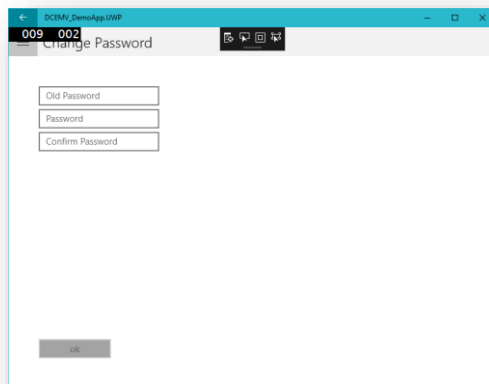 DCEMV_DemoApp.UWP
009 002
Change Password
Old Password
Password
Confirm Password
ok